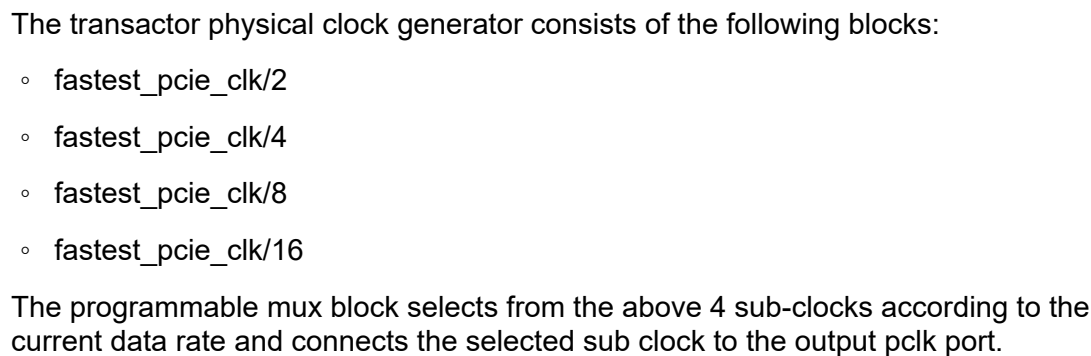 The transactor physical clock generator consists of the following blocks:
◦ fastest_pcie_clk/2
◦ fastest_pcie_clk/4
◦ fastest_pcie_clk/8
◦ fastest_pcie_clk/16
The programmable mux block selects from the above 4 sub-clocks according to the
current data rate and connects the selected sub clock to the output pclk port.